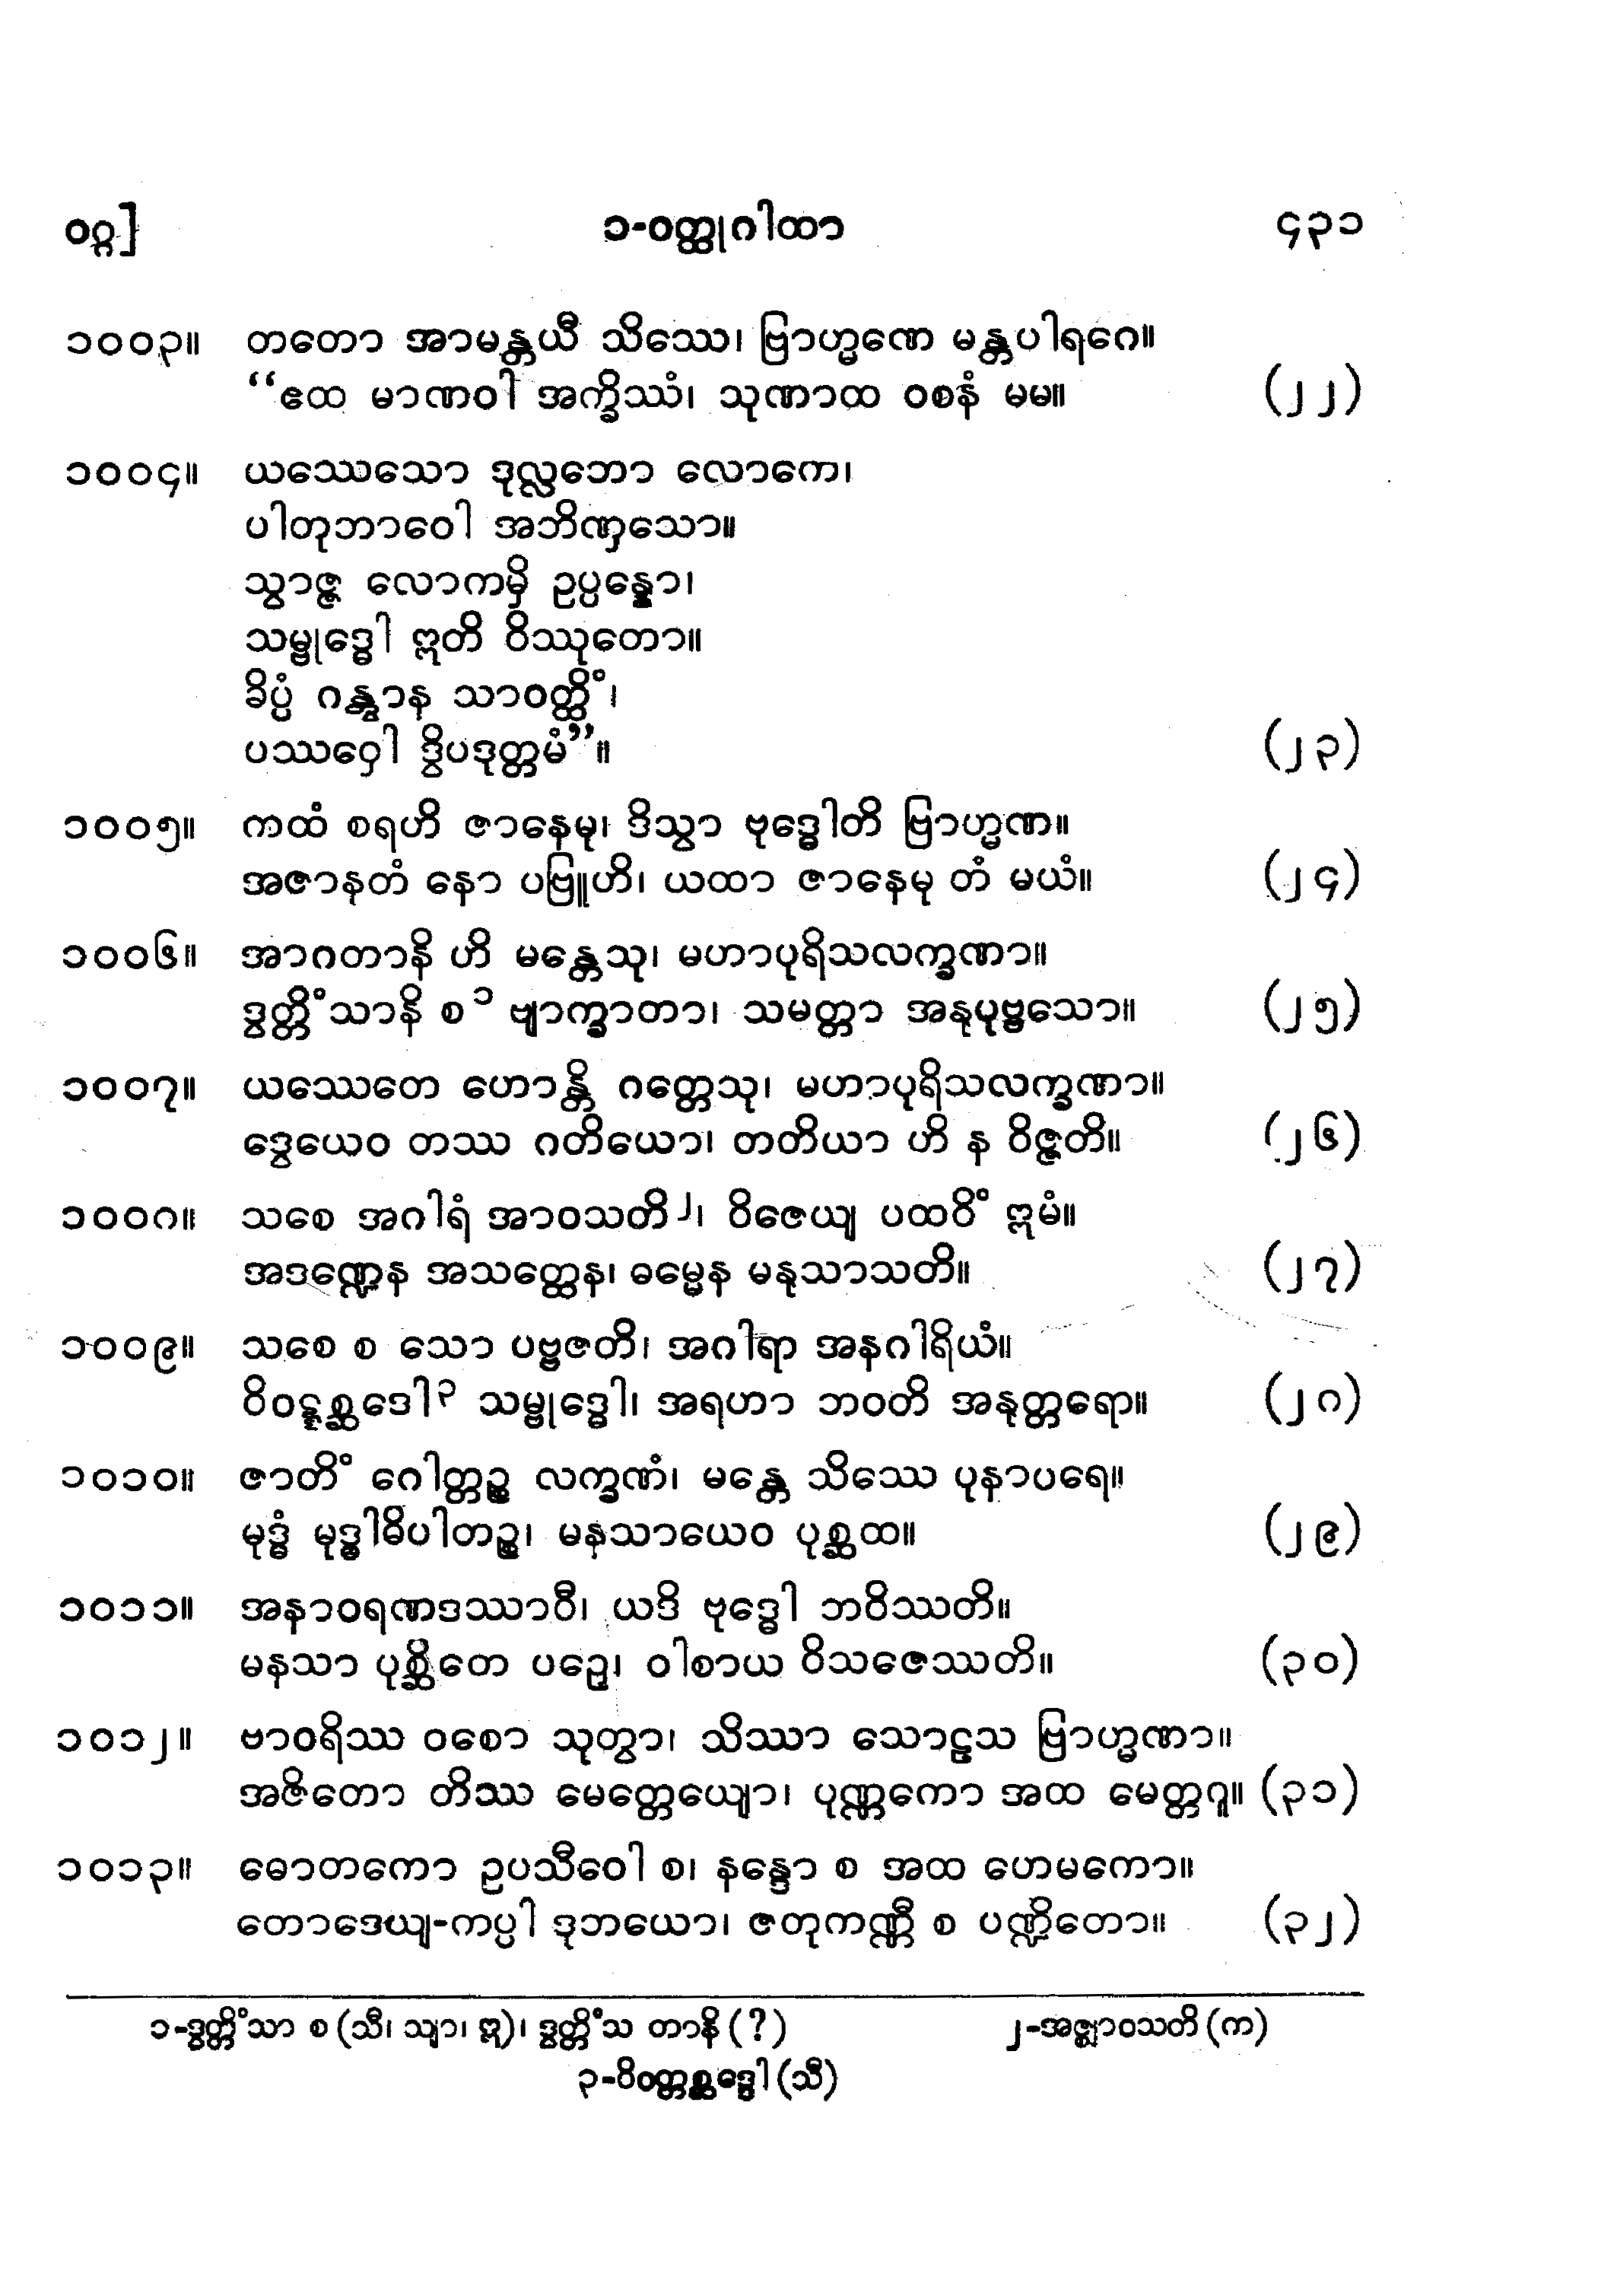 ဝဂ္ဂ] ၁-ဝတ္ထုဂါထာ ၄၃၁
၁၀၀၃။ တတော အာမန္တယီ သိဿေ၊ ဗြာဟ္မဏေ မန္တပါရဂေ။
“ဧထ မာဏဝါ အက္ခိဿံ၊ သုဏာထ ဝစနံ မမ။ (၂၂)
၁၀၀၄။ ယဿေသော ဒုလ္လဘော လောကေ၊
ပါတုဘာဝေါ အဘိဏှသော။
သွာဇ္ဇ လောကမှိ ဥပ္ပန္နော၊
သမ္ဗုဒ္ဓေါ ဣတိ ဝိဿုတော။
ခိပ္ပံ ဂန္တွာန သာဝတ္ထိံ၊
ပဿဝှေါ ဒွိပဒုတ္တမံ”။ (၂၃)
၁၀၀၅။ ကထံ စရဟိ ဇာနေမု၊ ဒိသွာ ဗုဒ္ဓေါတိ ဗြာဟ္မဏ။
အဇာနတံ နော ပဗြူဟိ၊ ယထာ ဇာနေမု တံ မယံ။ (၂၄)
၁၀၀၆။ အာဂတာနိ ဟိ မန္တေသု၊ မဟာပုရိသလက္ခဏာ။
ဒွတ္တိံသာနိ စ ၁ ဗျာက္ခာတာ၊ သမတ္တာ အနုပုဗ္ဗသော။ (၂၅)
၁၀၀၇။ ယဿေတေ ဟောန္တိ ဂတ္တေသု၊ မဟာပုရိသလက္ခဏာ။
ဒွေယေဝ တဿ ဂတိယော၊ တတိယာ ဟိ န ဝိဇ္ဇတိ။ (၂၆)
၁၀၀၈။ သစေ အဂါရံ အာဝသတိ ၂၊ ဝိဇေယျ ပထဝိံ ဣမံ။
အဒဏ္ဍေန အသတ္ထေန၊ ဓမ္မေန မနုသာသတိ။ (၂၇)
၁၀၀၉။ သစေ စ သော ပဗ္ဗဇတိ၊ အဂါရာ အနဂါရိယံ။
ဝိဝဋ္ဋစ္ဆဒေါ ၃ သမ္ဗုဒ္ဓေါ၊ အရဟာ ဘဝတိ အနုတ္တရော။ (၂၈)
၁၀၁၀။ ဇာတိံ ဂေါတ္တဉ္စ လက္ခဏံ၊ မန္တေ သိဿေ ပုနာပရေ။
မုဒ္ဓံ မုဒ္ဓါဓိပါတဉ္စ၊ မနသာယေဝ ပုစ္ဆထ။ (၂၉)
၁၀၁၁။ အနာဝရဏဒဿာဝီ၊ ယဒိ ဗုဒ္ဓေါ ဘဝိဿတိ။
မနသာ ပုစ္ဆိတေ ပဉှေ၊ ဝါစာယ ဝိသဇေဿတိ။ (၃၀)
၁၀၁၂။ ဗာဝရိဿ ဝစော သုတွာ၊ သိဿာ သောဠသ ဗြာဟ္မဏာ။
အဇိတော တိဿ မေတ္တေယျော၊ ပုဏ္ဏကော အထ မေတ္တဂူ။ (၃၁)
၁၀၁၃။ ဓောတကော ဥပသီဝေါ စ၊ နန္ဒော စ အထ ဟေမကော။
တောဒေယျ-ကပ္ပါ ဒုဘယော၊ ဇတုကဏ္ဏီ စ ပဏ္ဍိတော။ (၃၂)
၁-ဒွတ္တိံသာ စ (သီ၊ သျာ၊ ဣ)၊ ဒွတ္တိံသ တာနိ (?) ၂-အဇ္ဈာဝသတိ (က)
၃-ဝိဝတ္တစ္ဆဒ္ဒေါ (သီ)